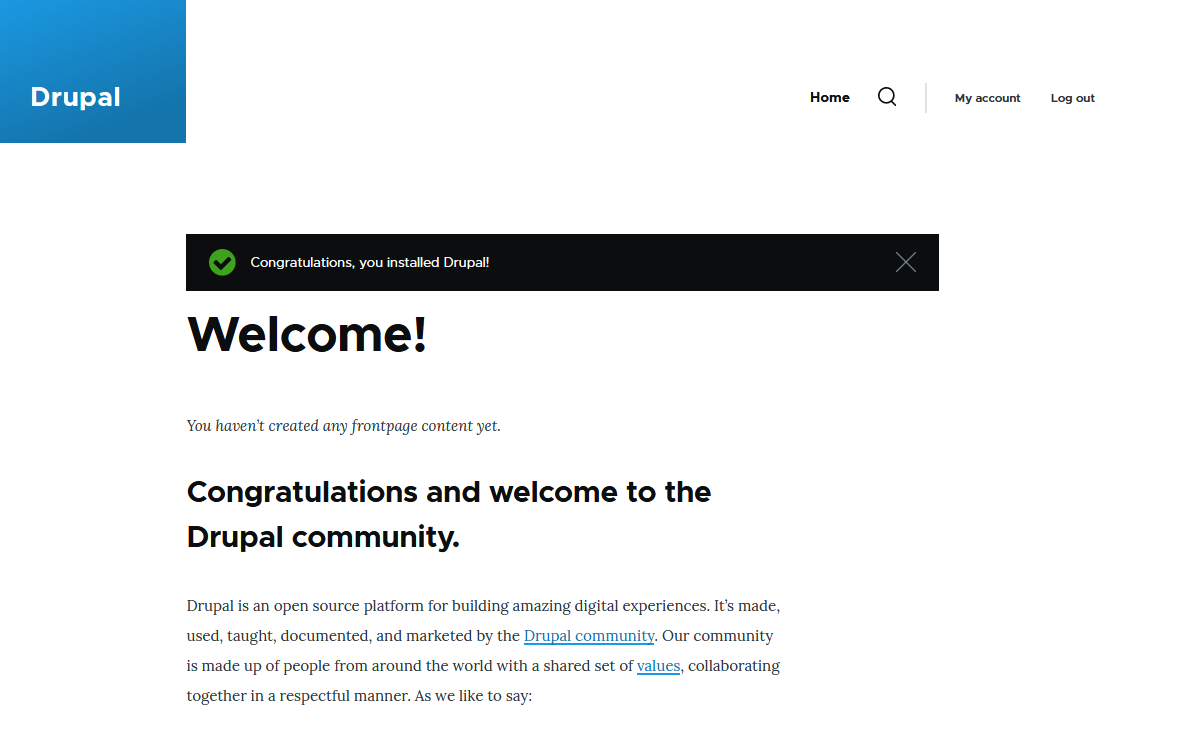 Drupal
Home
My account
Log out
Congratulations, you installed Drupal!
Welcome!
You haven’t created any frontpage content yet.
Congratulations and welcome to the
Drupal community.
Drupal is an open source platform for building amazing digital experiences. It’s made,
used, taught, documented, and marketed by the Drupal community. Our community
is made up of people from around the world with a shared set of values, collaborating
together in a respectful manner. As we like to say: